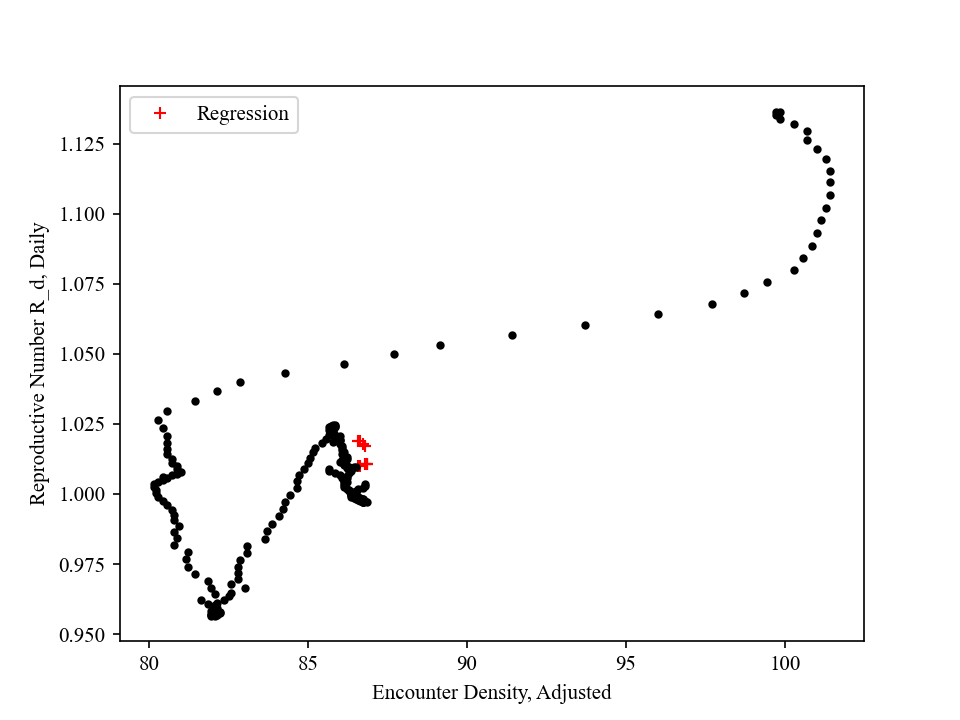 Regression
1.125
1.100
1.075
1.050
1.025
1.000
0.975
0.950
Reproductive Number R_d, Daily
80 85 90 95 100
Encounter Density, Adjusted